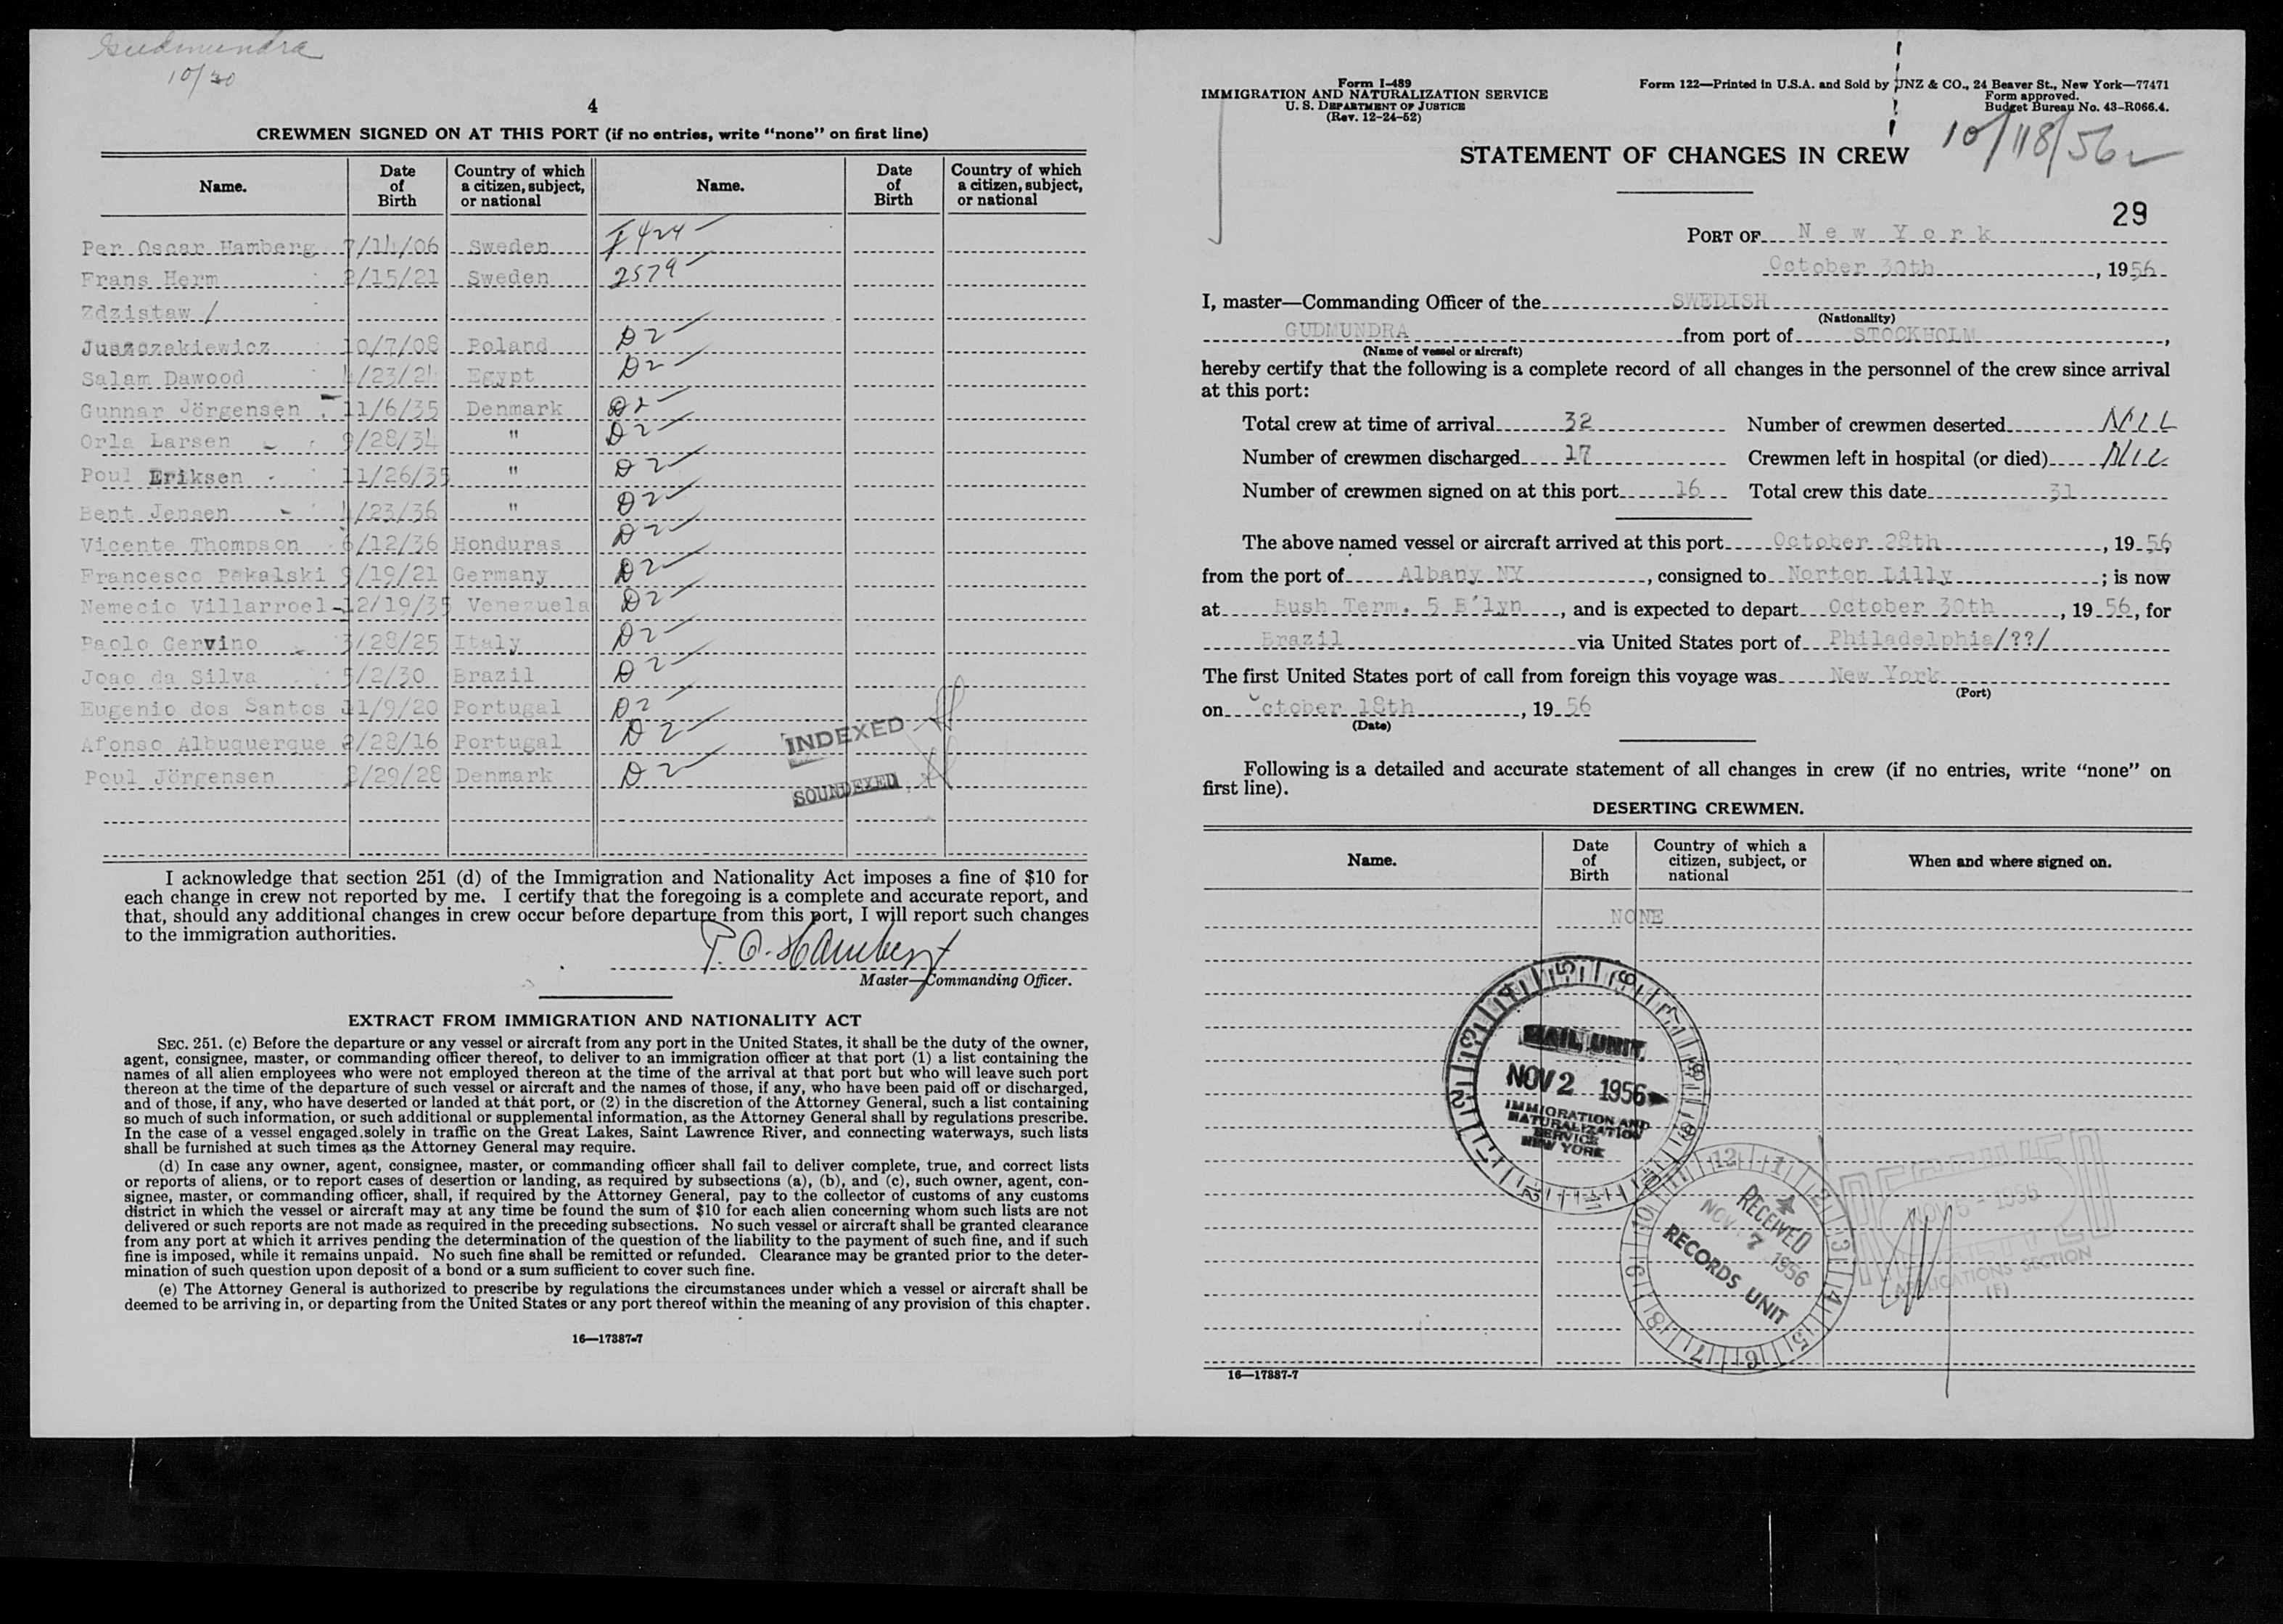 Gudmundra
10/30
4
CREWMEN SIGNED ON AT THIS PORT (if no entries, write “none” on first line)
Name. Date of Birth Country of which a citizen, subject, or national Name. Date of Birth Country of which a citizen, subject, or national
Per Oscar Hamberg 7/14/06 Sweden F 424
Frans Herm 2/15/21 Sweden 2579
Zdzistaw /
Juszczakiewicz 10/7/08 Poland D2
Salam Dawood 4/23/24 Egypt D2
Gunnar Jörgensen 11/6/35 Denmark D2
Orla Larsen 9/28/34 " D2
Poul Eriksen 11/26/35 " D2
Bent Jensen 4/23/36 " D2
Vicente Thompson 6/12/36 Honduras D2
Francesco Pekalski 9/19/21 Germany D2
Nemecio Villarroel 12/19/35 Venezuela D2
Paolo Cervino 3/28/25 Italy D2
Joao da Silva 5/2/30 Brazil D2
Eugenio dos Santos 11/9/20 Portugal D2
Afonso Albuquerque 2/28/16 Portugal D2
Poul Jörgensen 2/29/28 Denmark D2
INDEXED
SOUNDEXED
I acknowledge that section 251 (d) of the Immigration and Nationality Act imposes a fine of $10 for
each change in crew not reported by me. I certify that the foregoing is a complete and accurate report, and
that, should any additional changes in crew occur before departure from this port, I will report such changes
to the immigration authorities.
P. O. Hamberg
Master—Commanding Officer.
EXTRACT FROM IMMIGRATION AND NATIONALITY ACT
SEC. 251. (c) Before the departure or any vessel or aircraft from any port in the United States, it shall be the duty of the owner,
agent, consignee, master, or commanding officer thereof, to deliver to an immigration officer at that port (1) a list containing the
names of all alien employees who were not employed thereon at the time of the arrival at that port but who will leave such port
thereon at the time of the departure of such vessel or aircraft and the names of those, if any, who have been paid off or discharged,
and of those, if any, who have deserted or landed at that port, or (2) in the discretion of the Attorney General, such a list containing
so much of such information, or such additional or supplemental information, as the Attorney General shall by regulations prescribe.
In the case of a vessel engaged solely in traffic on the Great Lakes, Saint Lawrence River, and connecting waterways, such lists
shall be furnished at such times as the Attorney General may require.
(d) In case any owner, agent, consignee, master, or commanding officer shall fail to deliver complete, true, and correct lists
or reports of aliens, or to report cases of desertion or landing, as required by subsections (a), (b), and (c), such owner, agent, con-
signee, master, or commanding officer, shall, if required by the Attorney General, pay to the collector of customs of any customs
district in which the vessel or aircraft may at any time be found the sum of $10 for each alien concerning whom such lists are not
delivered or such reports are not made as required in the preceding subsections. No such vessel or aircraft shall be granted clearance
from any port at which it arrives pending the determination of the question of the liability to the payment of such fine, and if such
fine is imposed, while it remains unpaid. No such fine shall be remitted or refunded. Clearance may be granted prior to the deter-
mination of such question upon deposit of a bond or a sum sufficient to cover such fine.
(e) The Attorney General is authorized to prescribe by regulations the circumstances under which a vessel or aircraft shall be
deemed to be arriving in, or departing from the United States or any port thereof within the meaning of any provision of this chapter.
16—17387-7
Form I-489
IMMIGRATION AND NATURALIZATION SERVICE
U. S. DEPARTMENT OF JUSTICE
(Rev. 12-24-52)
Form 122—Printed in U.S.A. and Sold by UNZ & CO., 24 Beaver St., New York—77471
Form approved.
Budget Bureau No. 43-R066.4.
10/18/56
STATEMENT OF CHANGES IN CREW
29
PORT OF New York
October 30th, 1956
I, master—Commanding Officer of the SWEDISH
(Nationality)
GUDMUNDRA from port of STOCKHOLM,
(Name of vessel or aircraft)
hereby certify that the following is a complete record of all changes in the personnel of the crew since arrival
at this port:
Total crew at time of arrival 32 Number of crewmen deserted NIL
Number of crewmen discharged 17 Crewmen left in hospital (or died) NIL
Number of crewmen signed on at this port 16 Total crew this date 31
The above named vessel or aircraft arrived at this port October 28th, 1956,
from the port of Albany NY, consigned to Norton Lilly; is now
at Bush Term. 5 B'lyn, and is expected to depart October 30th, 1956, for
Brazil via United States port of Philadelphia/??/
The first United States port of call from foreign this voyage was New York
(Port)
on October 18th, 1956
(Date)
Following is a detailed and accurate statement of all changes in crew (if no entries, write “none” on
first line).
DESERTING CREWMEN.
Name. Date of Birth Country of which a citizen, subject, or national When and where signed on.
NONE
MAIL UNIT
NOV 2 1956
IMMIGRATION AND
NATURALIZATION
SERVICE
NEW YORK
RECEIVED
NOV 7 1956
RECORDS UNIT
NOV 5 - 1956
APPLICATIONS SECTION
(F)
16—17387-7